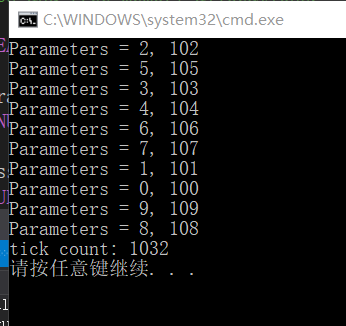 C:\WINDOWS\system32\cmd.exe
Parameters = 2, 102
Parameters = 5, 105
Parameters = 3, 103
Parameters = 4, 104
Parameters = 6, 106
Parameters = 7, 107
Parameters = 1, 101
Parameters = 0, 100
Parameters = 9, 109
Parameters = 8, 108
tick count: 1032
请按任意键继续. . .